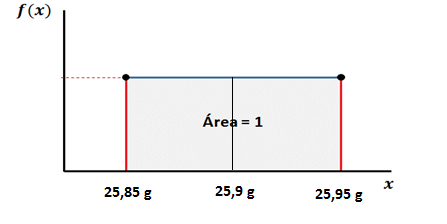 f(x)
Área = 1
25,85 g
25,9 g
25,95 g
x